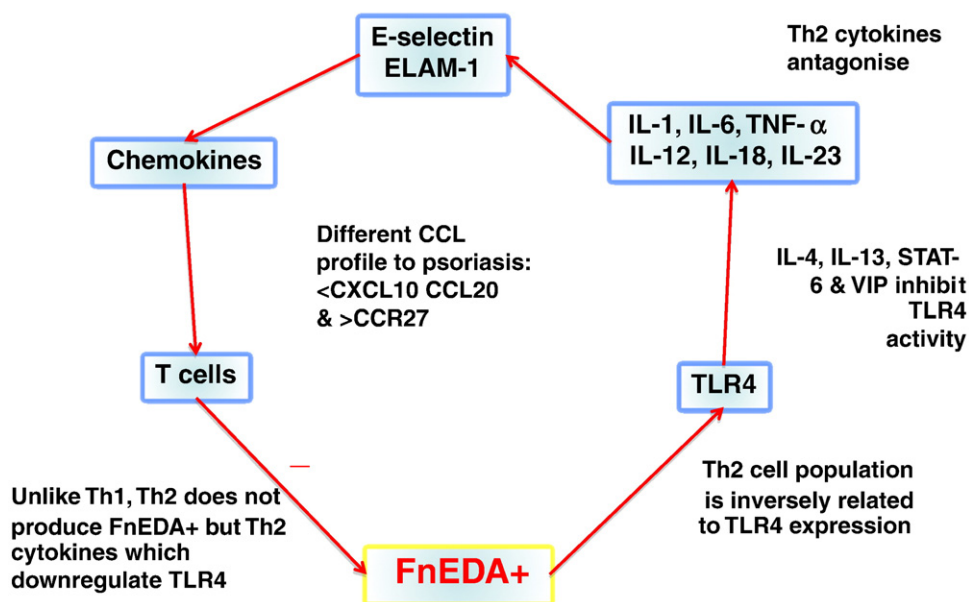 E-selectin
ELAM-1
Th2 cytokines
antagonise
IL-1, IL-6, TNF- α
IL-12, IL-18, IL-23
Chemokines
Different CCL
profile to psoriasis:
<CXCL10 CCL20
& >CCR27
IL-4, IL-13, STAT-
6 & VIP inhibit
TLR4
activity
T cells
TLR4
—
Th2 cell population
is inversely related
to TLR4 expression
Unlike Th1, Th2 does not
produce FnEDA+ but Th2
cytokines which
downregulate TLR4
FnEDA+